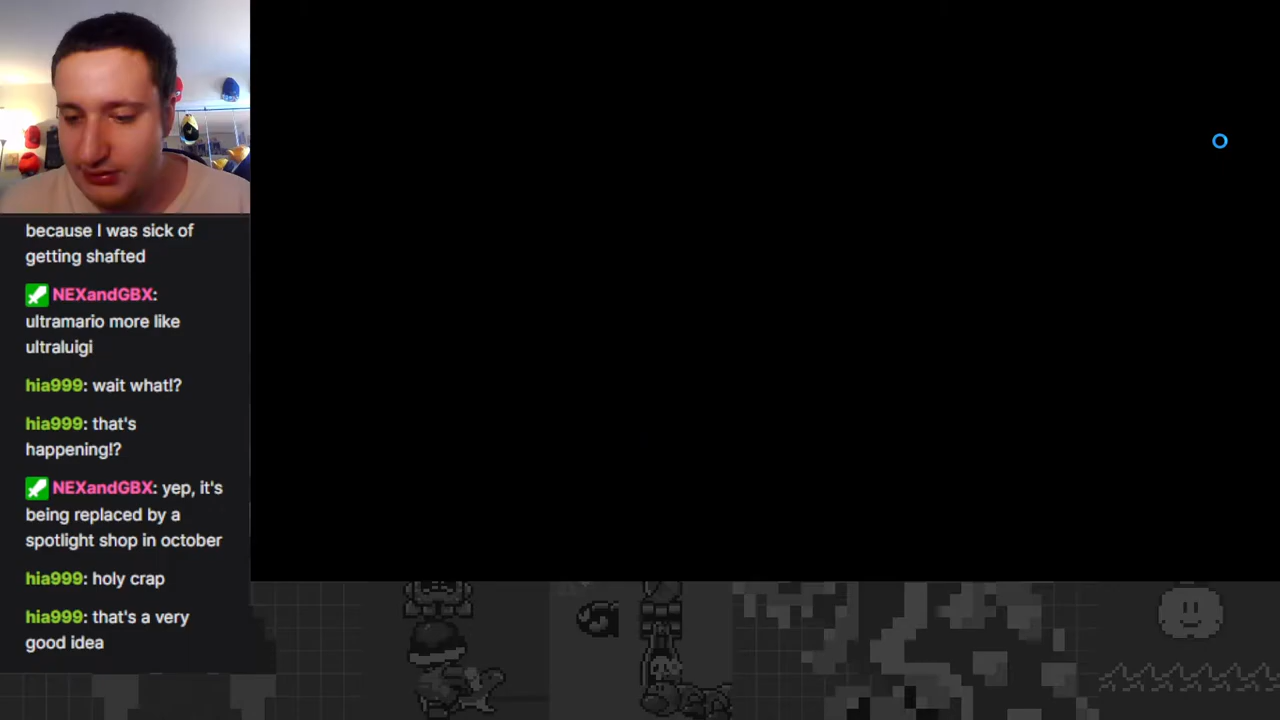 because I was sick of
getting shafted
NEXandGBX:
ultramario more like
ultraluigi
hia999: wait what!?
hia999: that's
happening!?
NEXandGBX: yep, it's
being replaced by a
spotlight shop in october
hia999: holy crap
hia999: that's a very
good idea